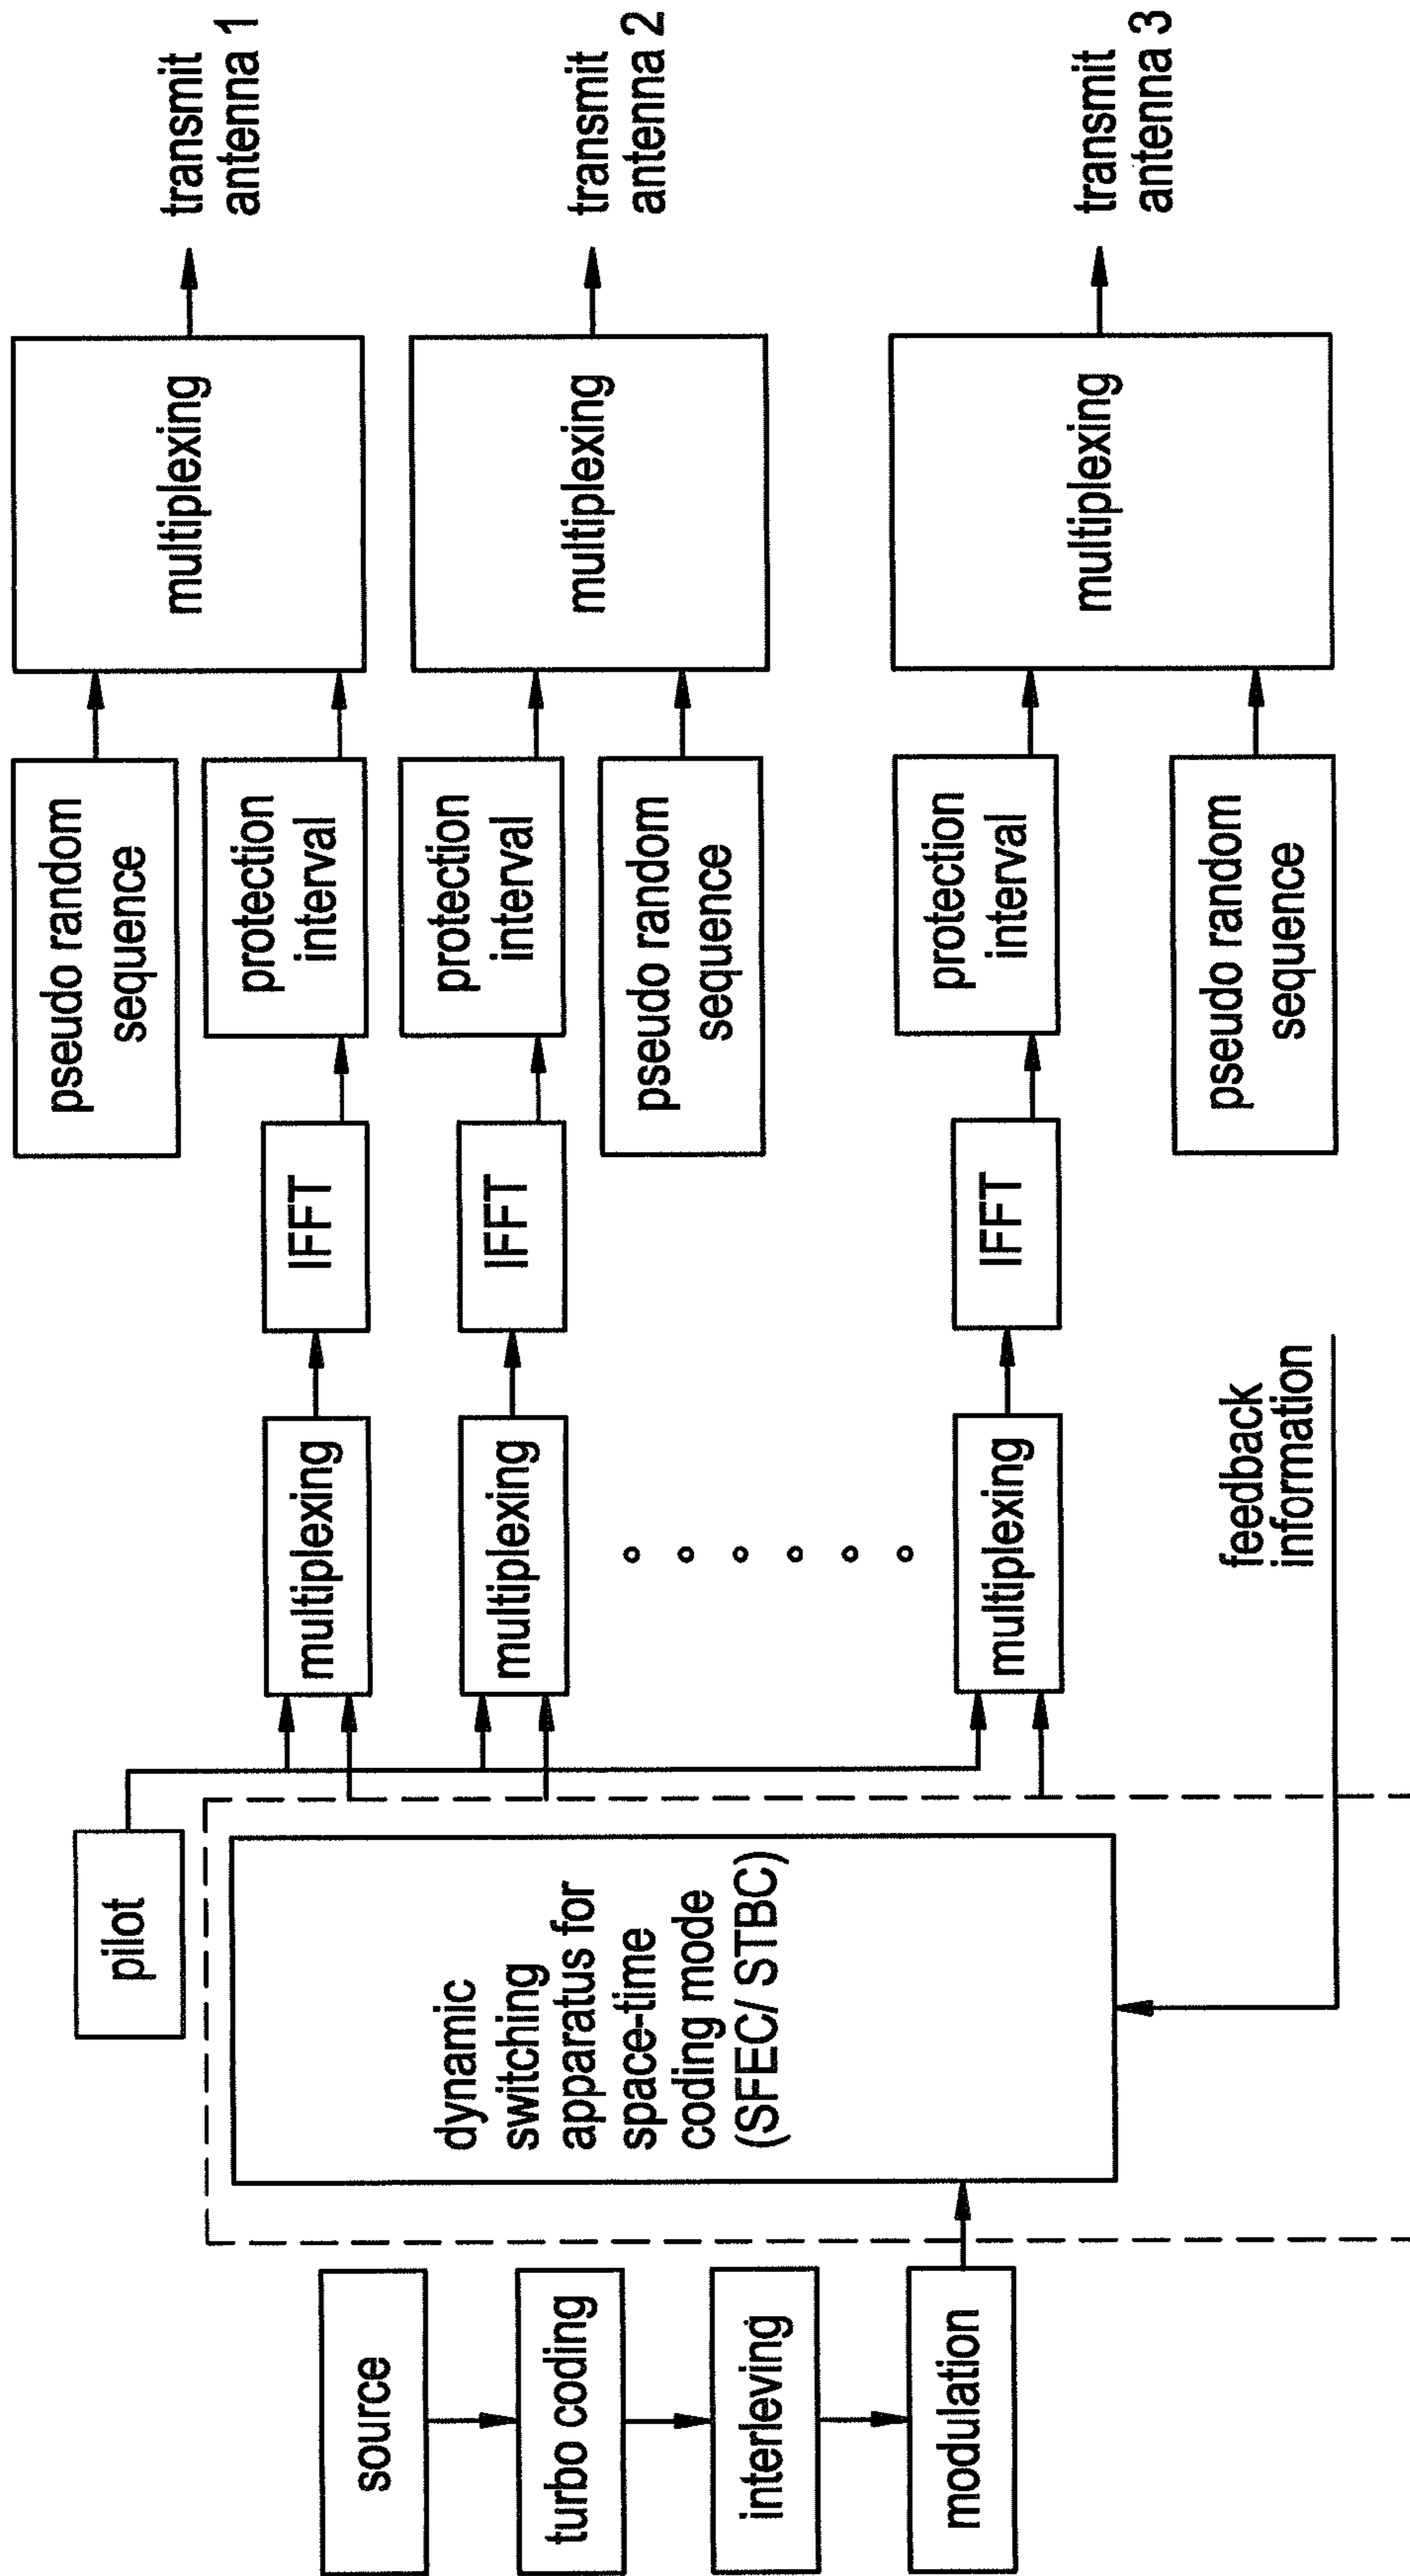 source
turbo coding
interleving
modulation
dynamic
switching
apparatus for
space-time
coding mode
(SFEC/ STBC)
pilot
feedback
information
multiplexing
IFFT
protection
interval
pseudo random
sequence
multiplexing
transmit
antenna 1
multiplexing
IFFT
protection
interval
pseudo random
sequence
multiplexing
transmit
antenna 2
multiplexing
IFFT
protection
interval
pseudo random
sequence
multiplexing
transmit
antenna 3